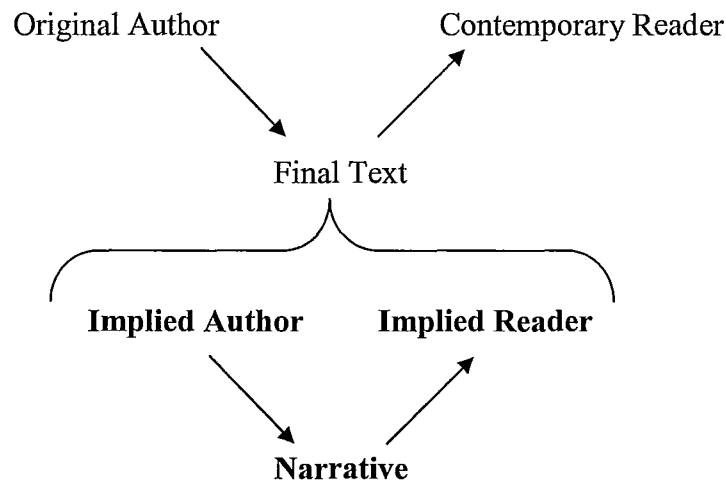 Original Author Contemporary Reader
Final Text
Implied Author Implied Reader
Narrative